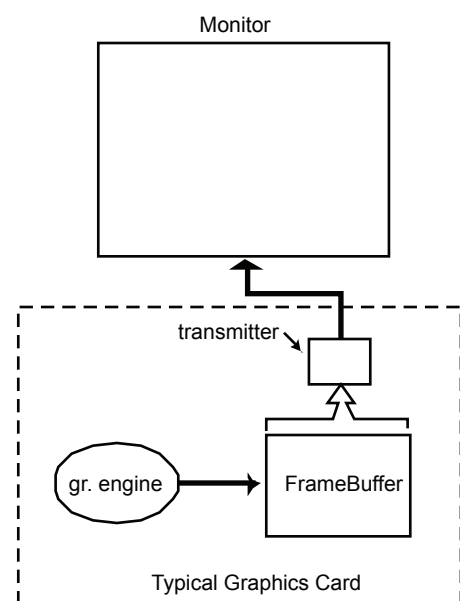 Monitor
transmitter
gr. engine
FrameBuffer
Typical Graphics Card